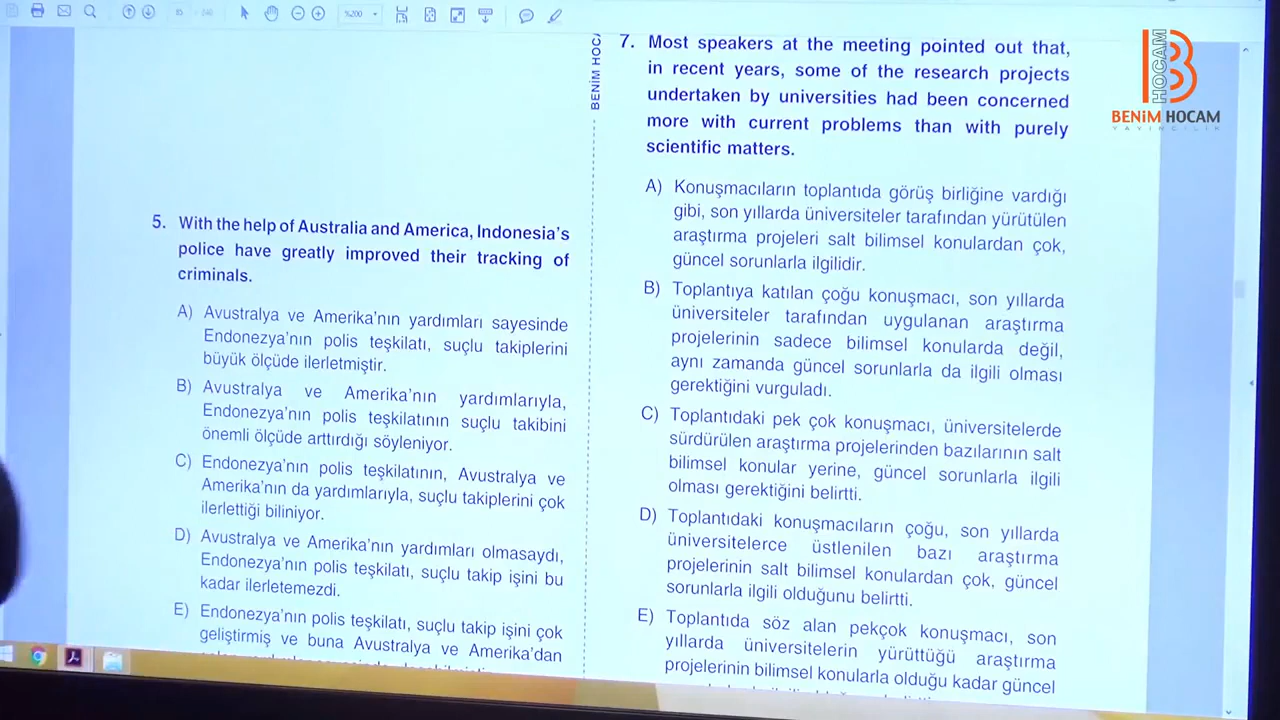 %200
5. With the help of Australia and America, Indonesia's
police have greatly improved their tracking of
criminals.
A) Avustralya ve Amerika'nın yardımları sayesinde
Endonezya'nın polis teşkilatı, suçlu takiplerini
büyük ölçüde ilerletmiştir.
B) Avustralya ve Amerika'nın yardımlarıyla,
Endonezya'nın polis teşkilatının suçlu takibini
önemli ölçüde arttırdığı söyleniyor.
C) Endonezya'nın polis teşkilatının, Avustralya ve
Amerika'nın da yardımlarıyla, suçlu takiplerini çok
ilerlettiği biliniyor.
D) Avustralya ve Amerika'nın yardımları olmasaydı,
Endonezya'nın polis teşkilatı, suçlu takip işini bu
kadar ilerletemezdi.
E) Endonezya'nın polis teşkilatı, suçlu takip işini çok
geliştirmiş ve buna Avustralya ve Amerika'dan
BENİM HOCA
7. Most speakers at the meeting pointed out that,
in recent years, some of the research projects
undertaken by universities had been concerned
more with current problems than with purely
scientific matters.
A) Konuşmacıların toplantıda görüş birliğine vardığı
gibi, son yıllarda üniversiteler tarafından yürütülen
araştırma projeleri salt bilimsel konulardan çok,
güncel sorunlarla ilgilidir.
B) Toplantıya katılan çoğu konuşmacı, son yıllarda
üniversiteler tarafından uygulanan araştırma
projelerinin sadece bilimsel konularda değil,
aynı zamanda güncel sorunlarla da ilgili olması
gerektiğini vurguladı.
C) Toplantıdaki pek çok konuşmacı, üniversitelerde
sürdürülen araştırma projelerinden bazılarının salt
bilimsel konular yerine, güncel sorunlarla ilgili
olması gerektiğini belirtti.
D) Toplantıdaki konuşmacıların çoğu, son yıllarda
üniversitelerce üstlenilen bazı araştırma
projelerinin salt bilimsel konulardan çok, güncel
sorunlarla ilgili olduğunu belirtti.
E) Toplantıda söz alan pekçok konuşmacı, son
yıllarda üniversitelerin yürüttüğü araştırma
projelerinin bilimsel konularla olduğu kadar güncel
HOCAM
B
BENİM HOCAM
YAYINCILIK